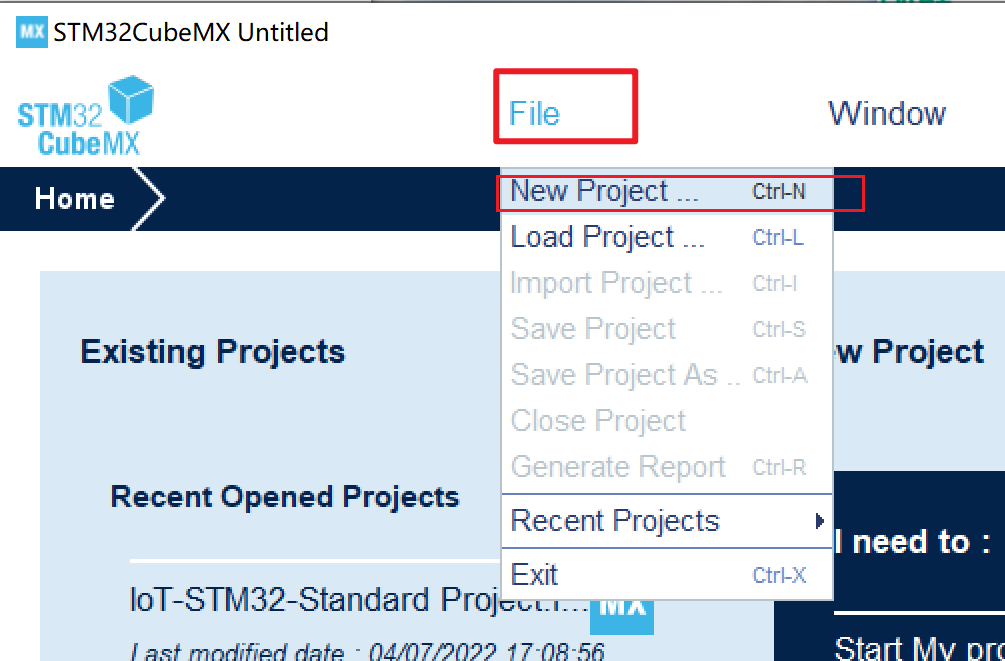 MX STM32CubeMX Untitled
STM32
CubeMX
File
Window
Home
New Project ... Ctrl-N
Load Project ... Ctrl-L
Import Project ... Ctrl-I
Save Project Ctrl-S
Save Project As .. Ctrl-A
Close Project
Generate Report Ctrl-R
Recent Projects
Exit Ctrl-X
Existing Projects
w Project
Recent Opened Projects
I need to :
IoT-STM32-Standard Project.i...
MX
Last modified date : 04/07/2022 17:08:56
Start My pro